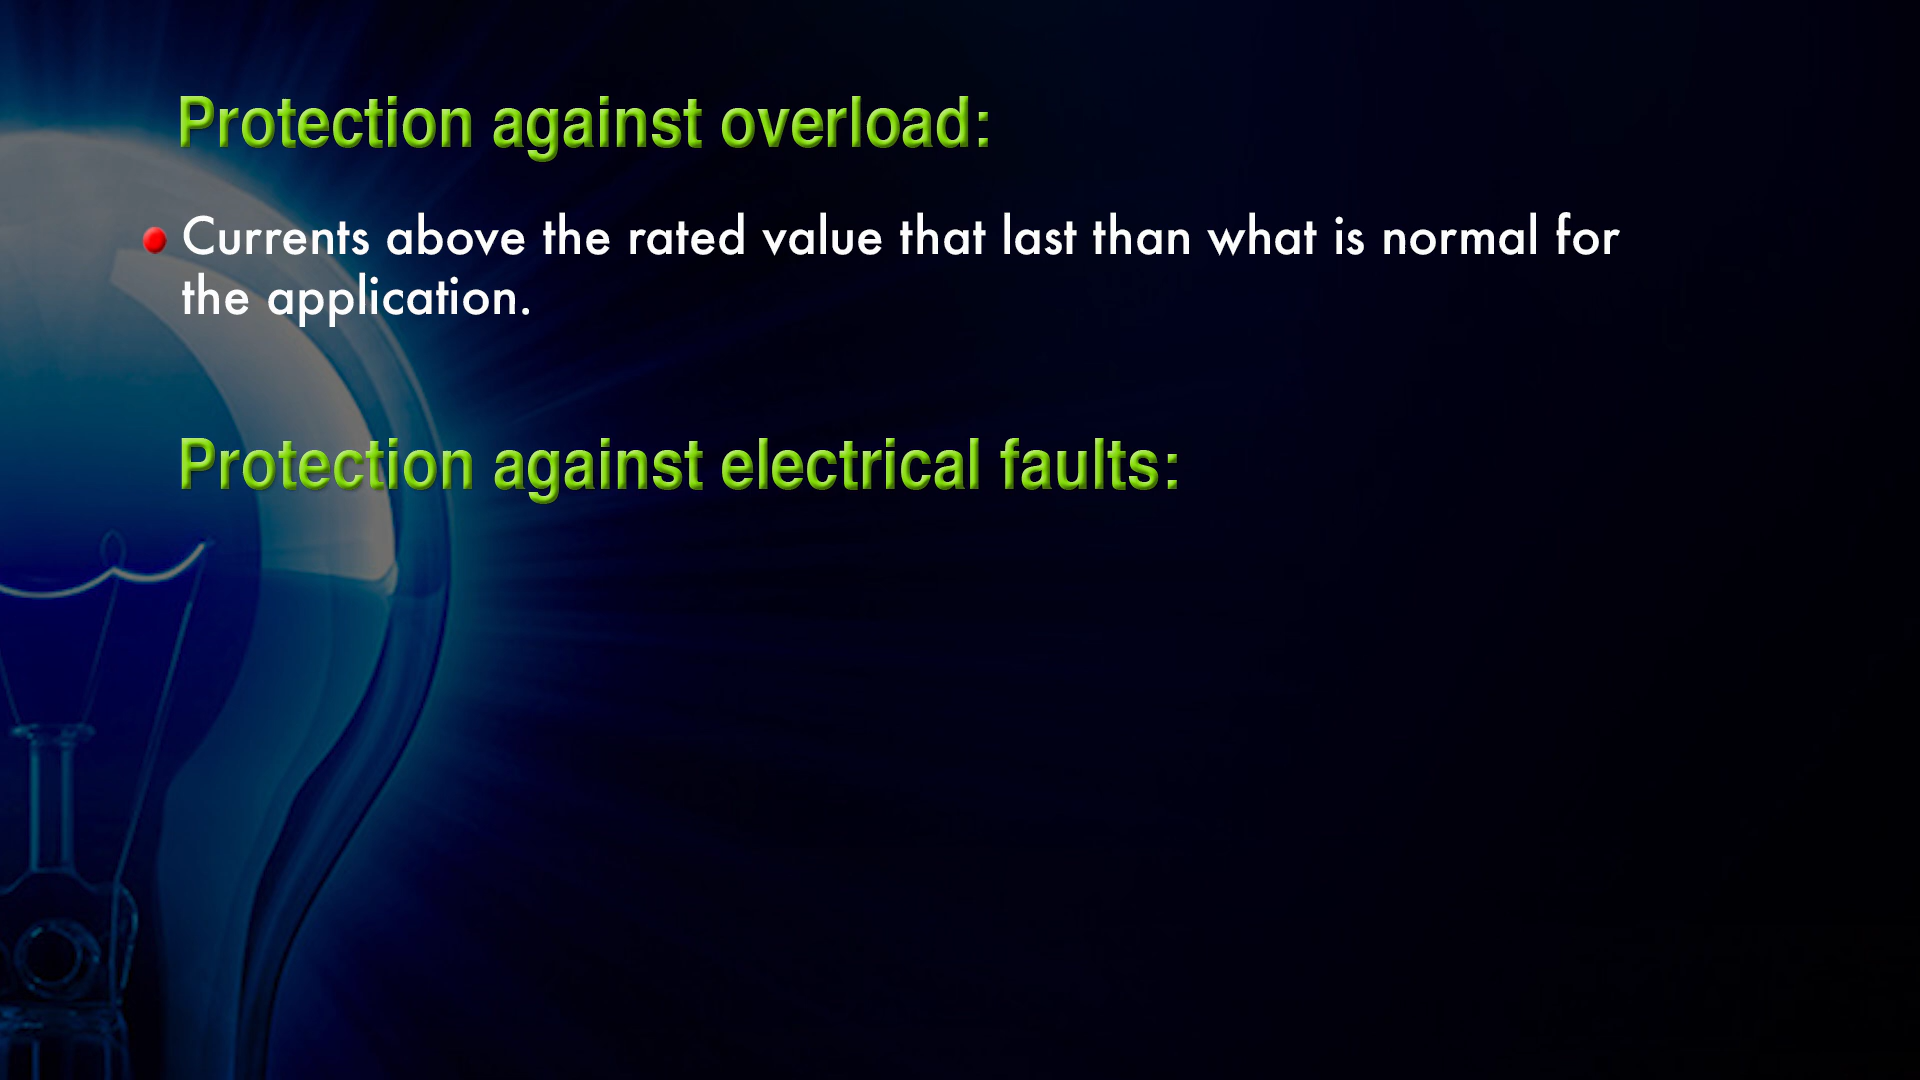 Protection against overload:
Currents above the rated value that last than what is normal for
the application.
Protection against electrical faults: